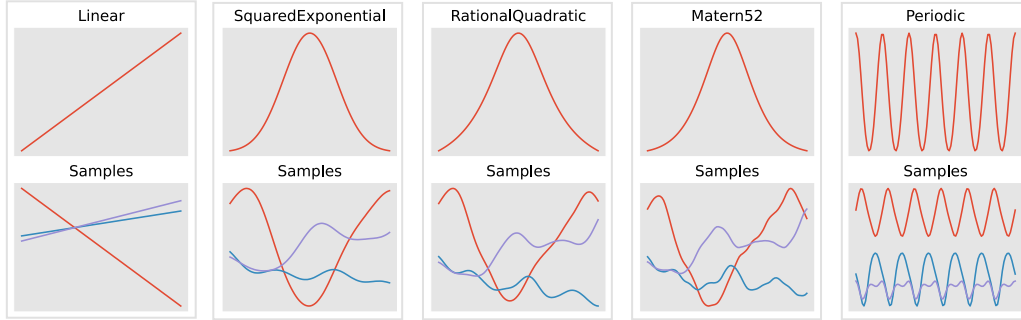 Linear
SquaredExponential
RationalQuadratic
Matern52
Periodic
Samples
Samples
Samples
Samples
Samples